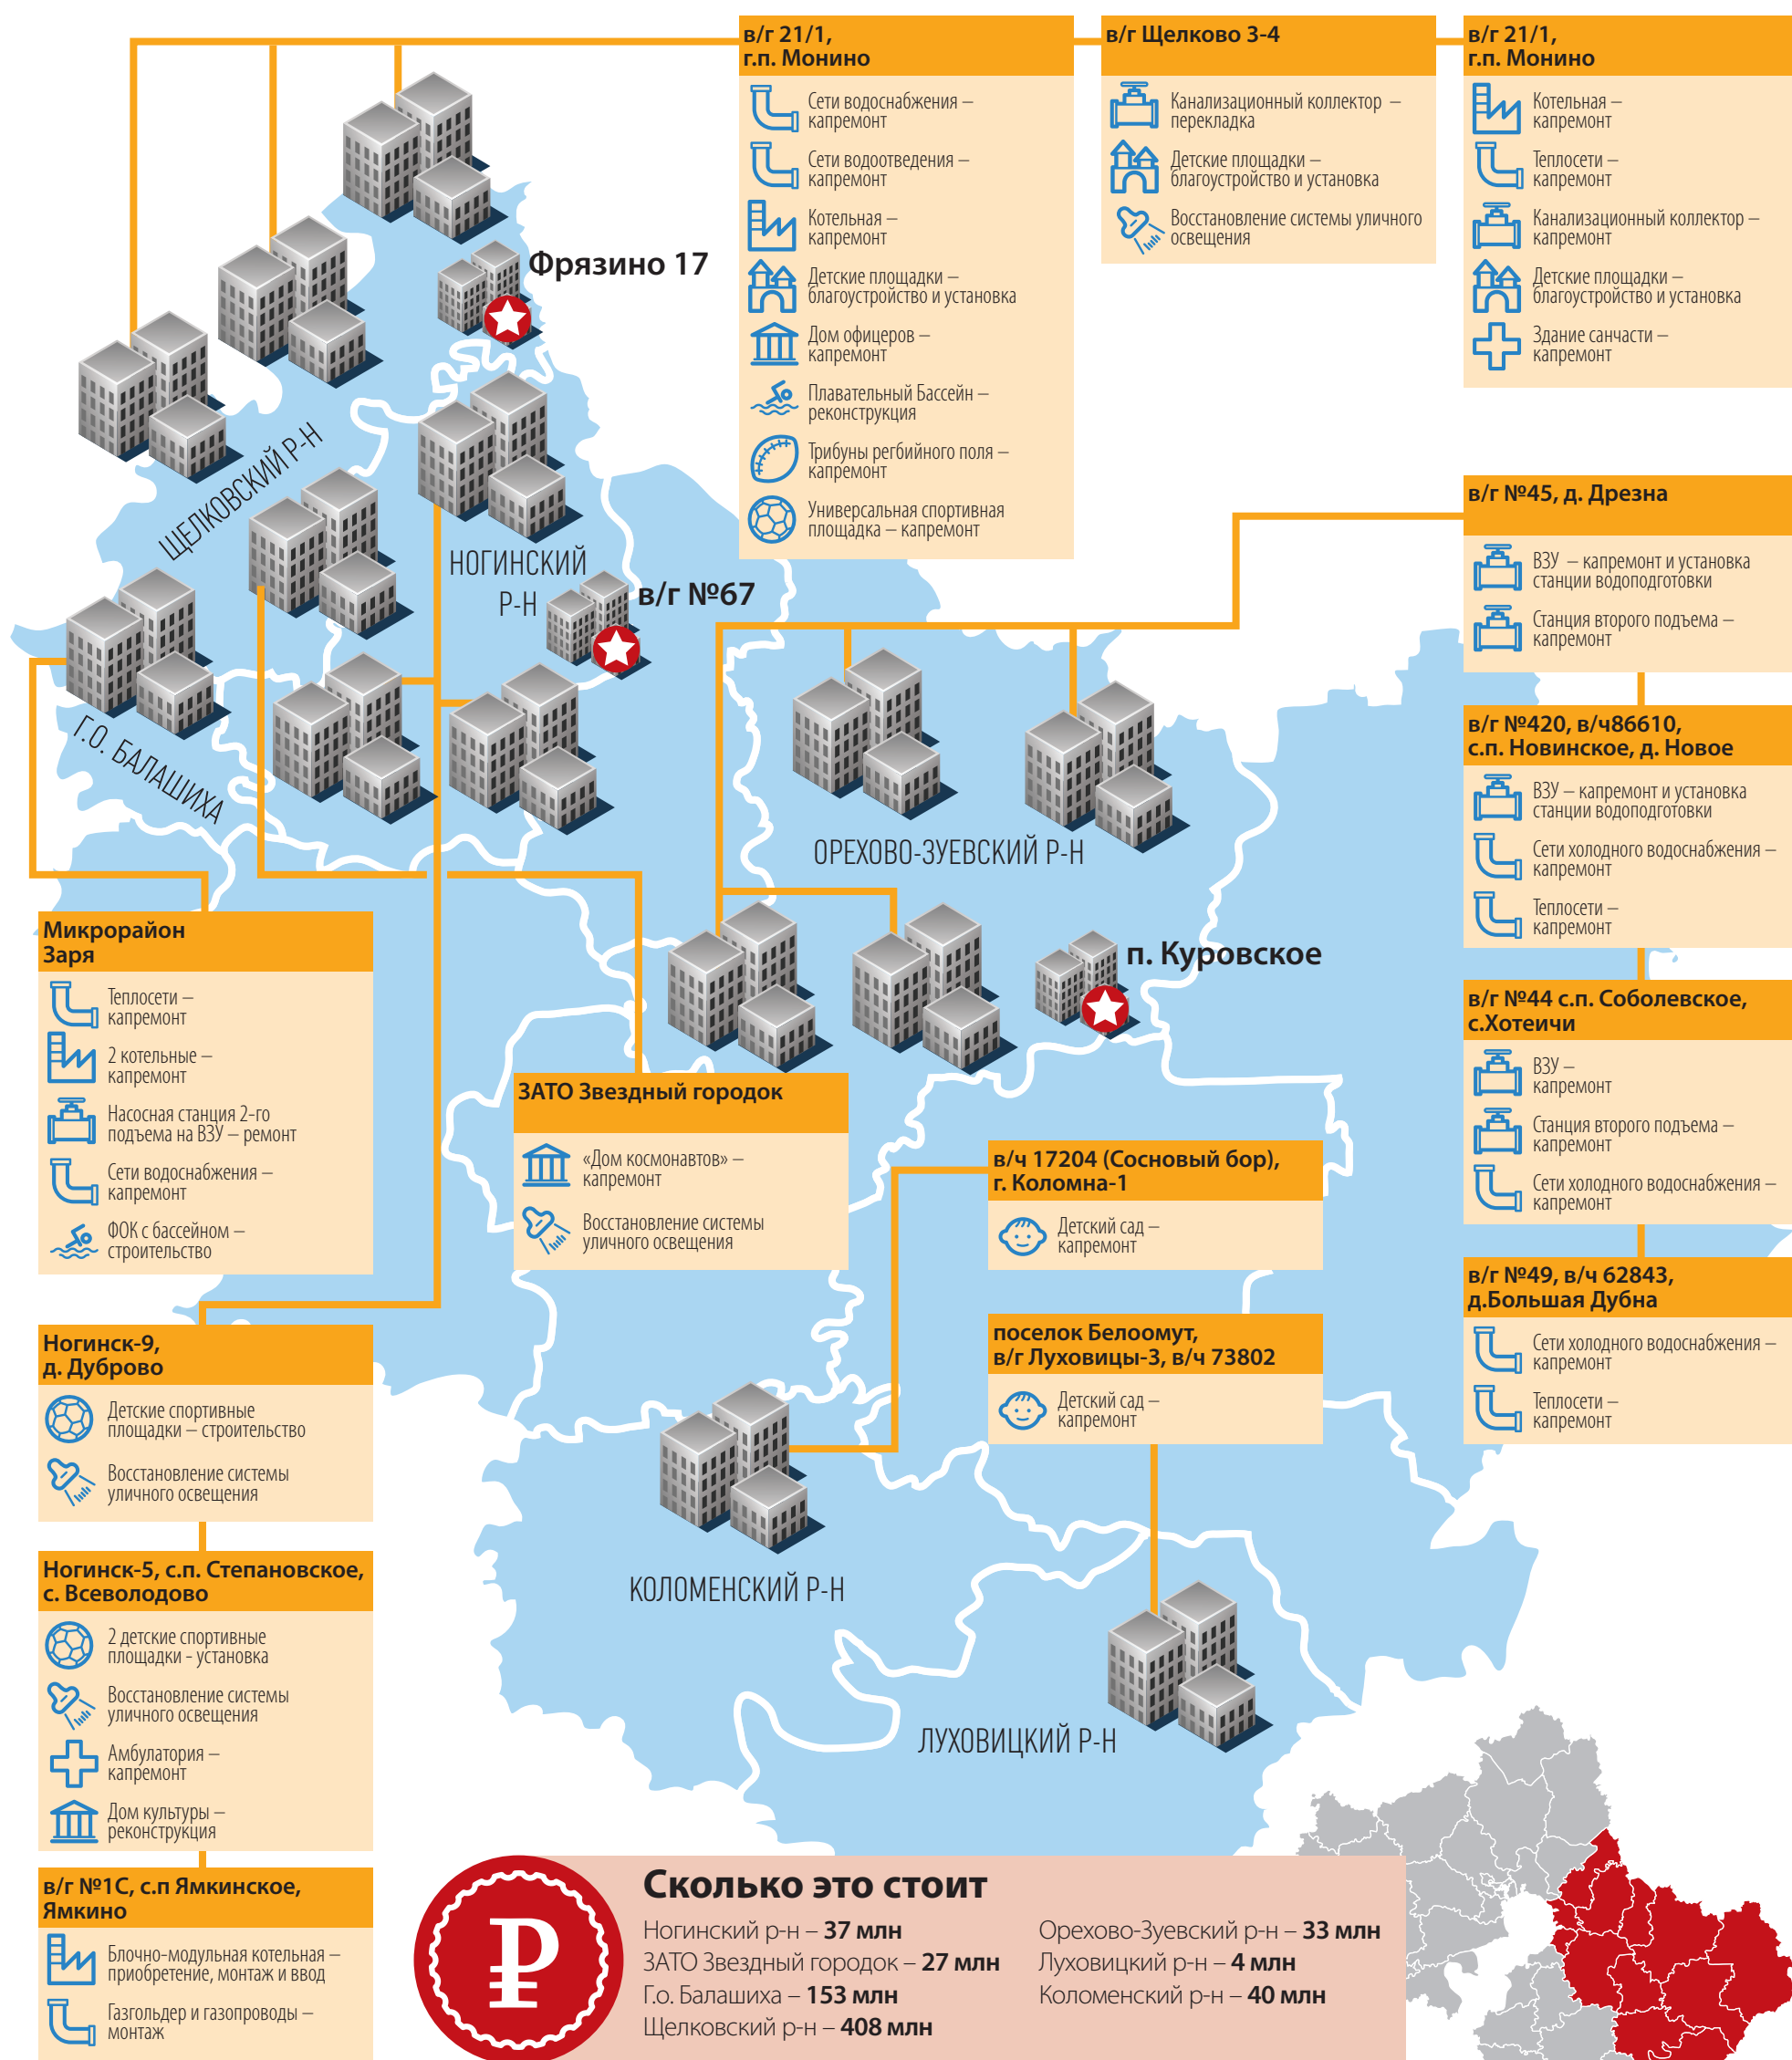 в/г 21/1,
г.п. Монино
Сети водоснабжения –
капремонт
Сети водоотведения –
капремонт
Котельная –
капремонт
Детские площадки –
благоустройство и установка
Дом офицеров –
капремонт
Плавательный Бассейн –
реконструкция
Трибуны регбийного поля –
капремонт
Универсальная спортивная
площадка – капремонт
в/г Щелково 3-4
Канализационный коллектор –
перекладка
Детские площадки –
благоустройство и установка
Восстановление системы уличного
освещения
в/г 21/1,
г.п. Монино
Котельная –
капремонт
Теплосети –
капремонт
Канализационный коллектор –
капремонт
Детские площадки –
благоустройство и установка
Здание санчасти –
капремонт
Фрязино 17
ЩЕЛКОВСКИЙ Р-Н
НОГИНСКИЙ
Р-Н
в/г №67
Г.О. БАЛАШИХА
ОРЕХОВО-ЗУЕВСКИЙ Р-Н
п. Куровское
в/г №45, д. Дрезна
ВЗУ – капремонт и установка
станции водоподготовки
Станция второго подъема –
капремонт
в/г №420, в/ч86610,
с.п. Новинское, д. Новое
ВЗУ – капремонт и установка
станции водоподготовки
Сети холодного водоснабжения –
капремонт
Теплосети –
капремонт
в/г №44 с.п. Соболевское,
с.Хотеичи
ВЗУ –
капремонт
Станция второго подъема –
капремонт
Сети холодного водоснабжения –
капремонт
в/г №49, в/ч 62843,
д.Большая Дубна
Сети холодного водоснабжения –
капремонт
Теплосети –
капремонт
Микрорайон
Заря
Теплосети –
капремонт
2 котельные –
капремонт
Насосная станция 2-го
подъема на ВЗУ – ремонт
Сети водоснабжения –
капремонт
ФОК с бассейном –
строительство
ЗАТО Звездный городок
«Дом космонавтов» –
капремонт
Восстановление системы
уличного освещения
в/ч 17204 (Сосновый бор),
г. Коломна-1
Детский сад –
капремонт
поселок Белоомут,
в/г Луховицы-3, в/ч 73802
Детский сад –
капремонт
Ногинск-9,
д. Дуброво
Детские спортивные
площадки – строительство
Восстановление системы
уличного освещения
Ногинск-5, с.п. Степановское,
с. Всеволодово
2 детские спортивные
площадки - установка
Восстановление системы
уличного освещения
Амбулатория –
капремонт
Дом культуры –
реконструкция
в/г №1С, с.п Ямкинское,
Ямкино
Блочно-модульная котельная –
приобретение, монтаж и ввод
Газгольдер и газопроводы –
монтаж
КОЛОМЕНСКИЙ Р-Н
ЛУХОВИЦКИЙ Р-Н
₽
Сколько это стоит
Ногинский р-н – 37 млн
ЗАТО Звездный городок – 27 млн
Г.о. Балашиха – 153 млн
Щелковский р-н – 408 млн
Орехово-Зуевский р-н – 33 млн
Луховицкий р-н – 4 млн
Коломенский р-н – 40 млн